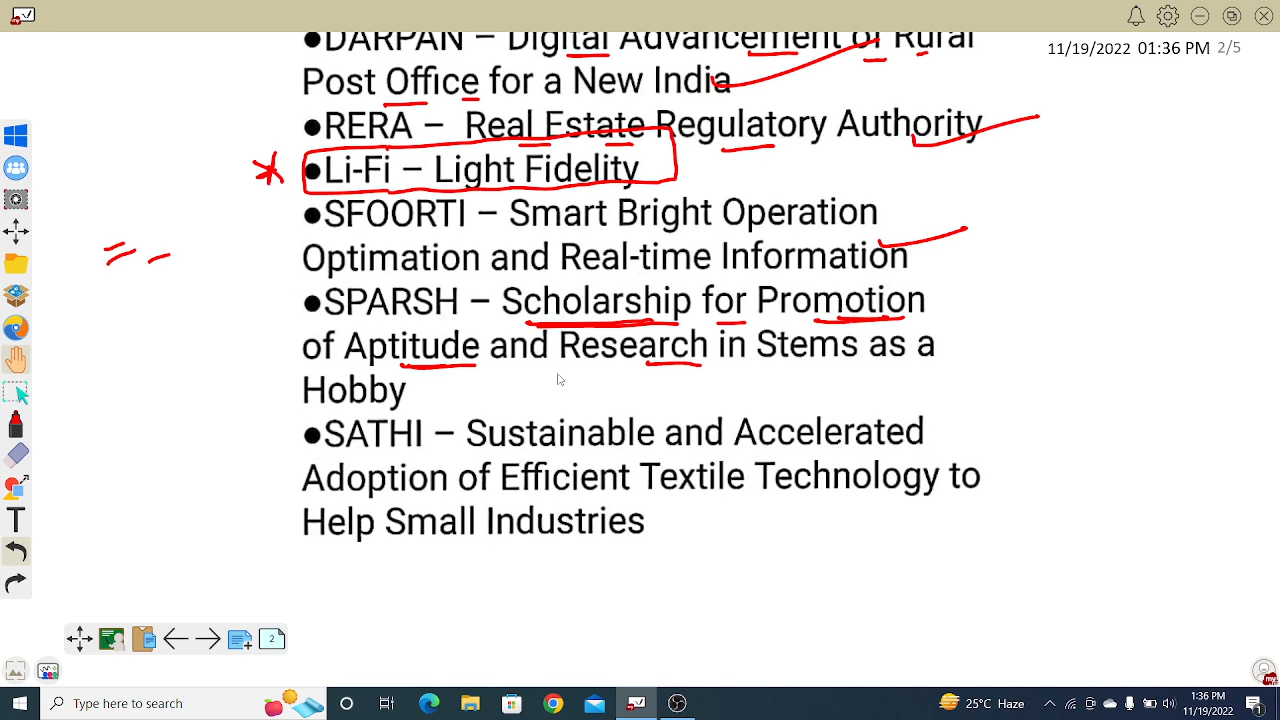 11/19/2022 01:36 PM 2/5
●DARPAN – Digital Advancement of Rural
Post Office for a New India
●RERA – Real Estate Regulatory Authority
●Li-Fi – Light Fidelity
●SFOORTI – Smart Bright Operation
Optimation and Real-time Information
●SPARSH – Scholarship for Promotion
of Aptitude and Research in Stems as a
Hobby
●SATHI – Sustainable and Accelerated
Adoption of Efficient Textile Technology to
Help Small Industries
T
2
Type here to search
25°C Haze
1:36 PM
11/19/2022